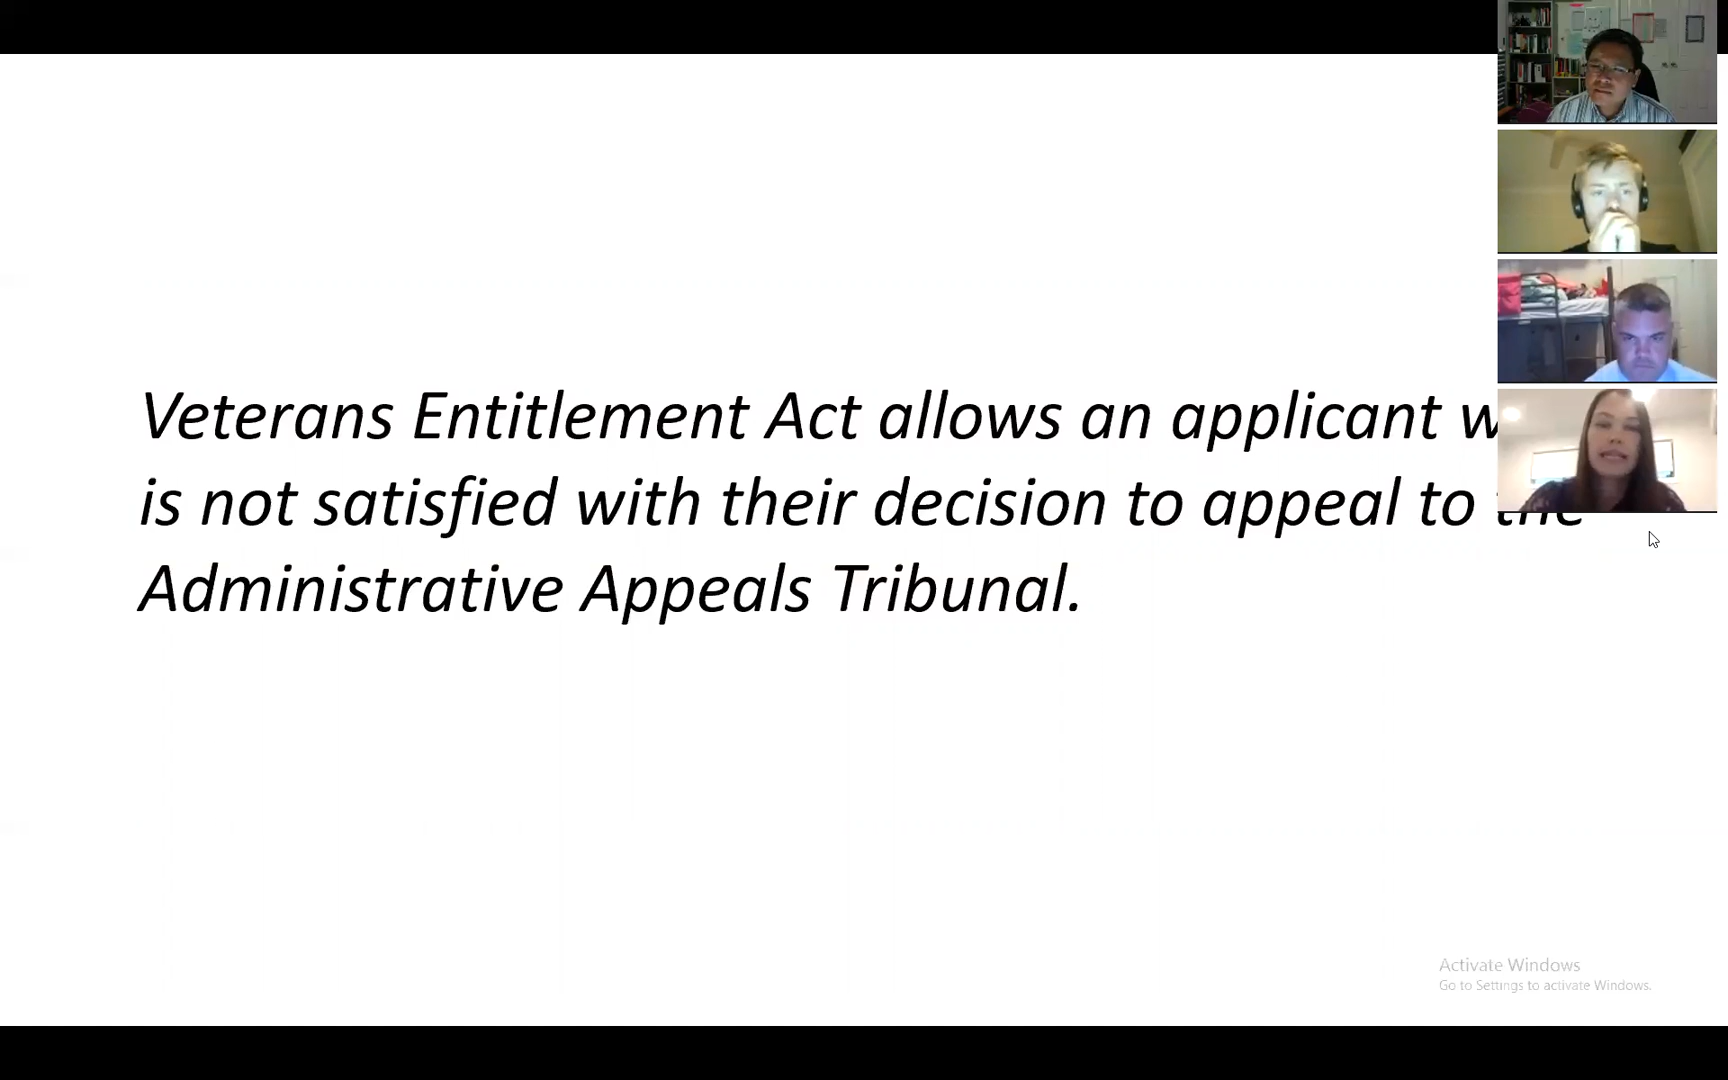 Veterans Entitlement Act allows an applicant
is not satisfied with their decision to appeal to the
Administrative Appeals Tribunal.
Activate Windows
Go to Settings to activate Windows.